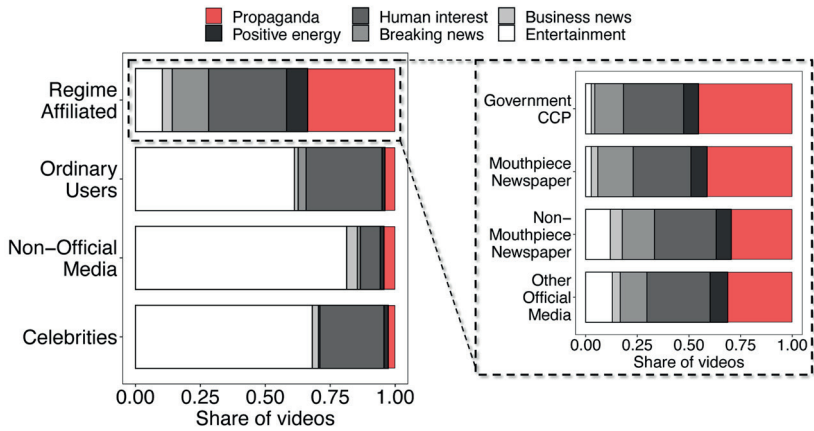 Propaganda Human interest Business news
Positive energy Breaking news Entertainment
Regime
Affiliated
Ordinary
Users
Non−Official
Media
Celebrities
0.00 0.25 0.50 0.75 1.00
Share of videos
Government
CCP
Mouthpiece
Newspaper
Non−
Mouthpiece
Newspaper
Other
Official
Media
0.00 0.25 0.50 0.75 1.00
Share of videos